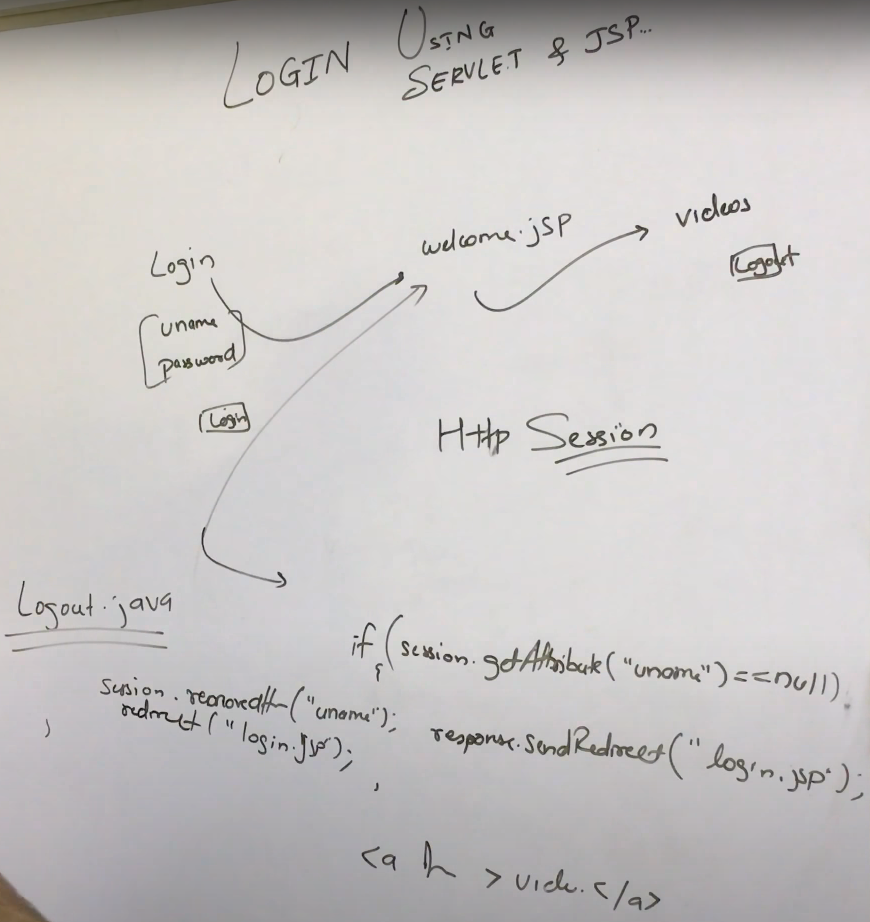 LOGIN USING
SERVLET & JSP...
welcome.jsp
videos
Logout
Login
uname
password
Login
Http Session
Logout.java
if (session.getAttribute("uname")==null)
{
session.removeAttr("uname");
redirect("login.jsp");
response.sendRedirect("login.jsp");
<a h > vide.</a>